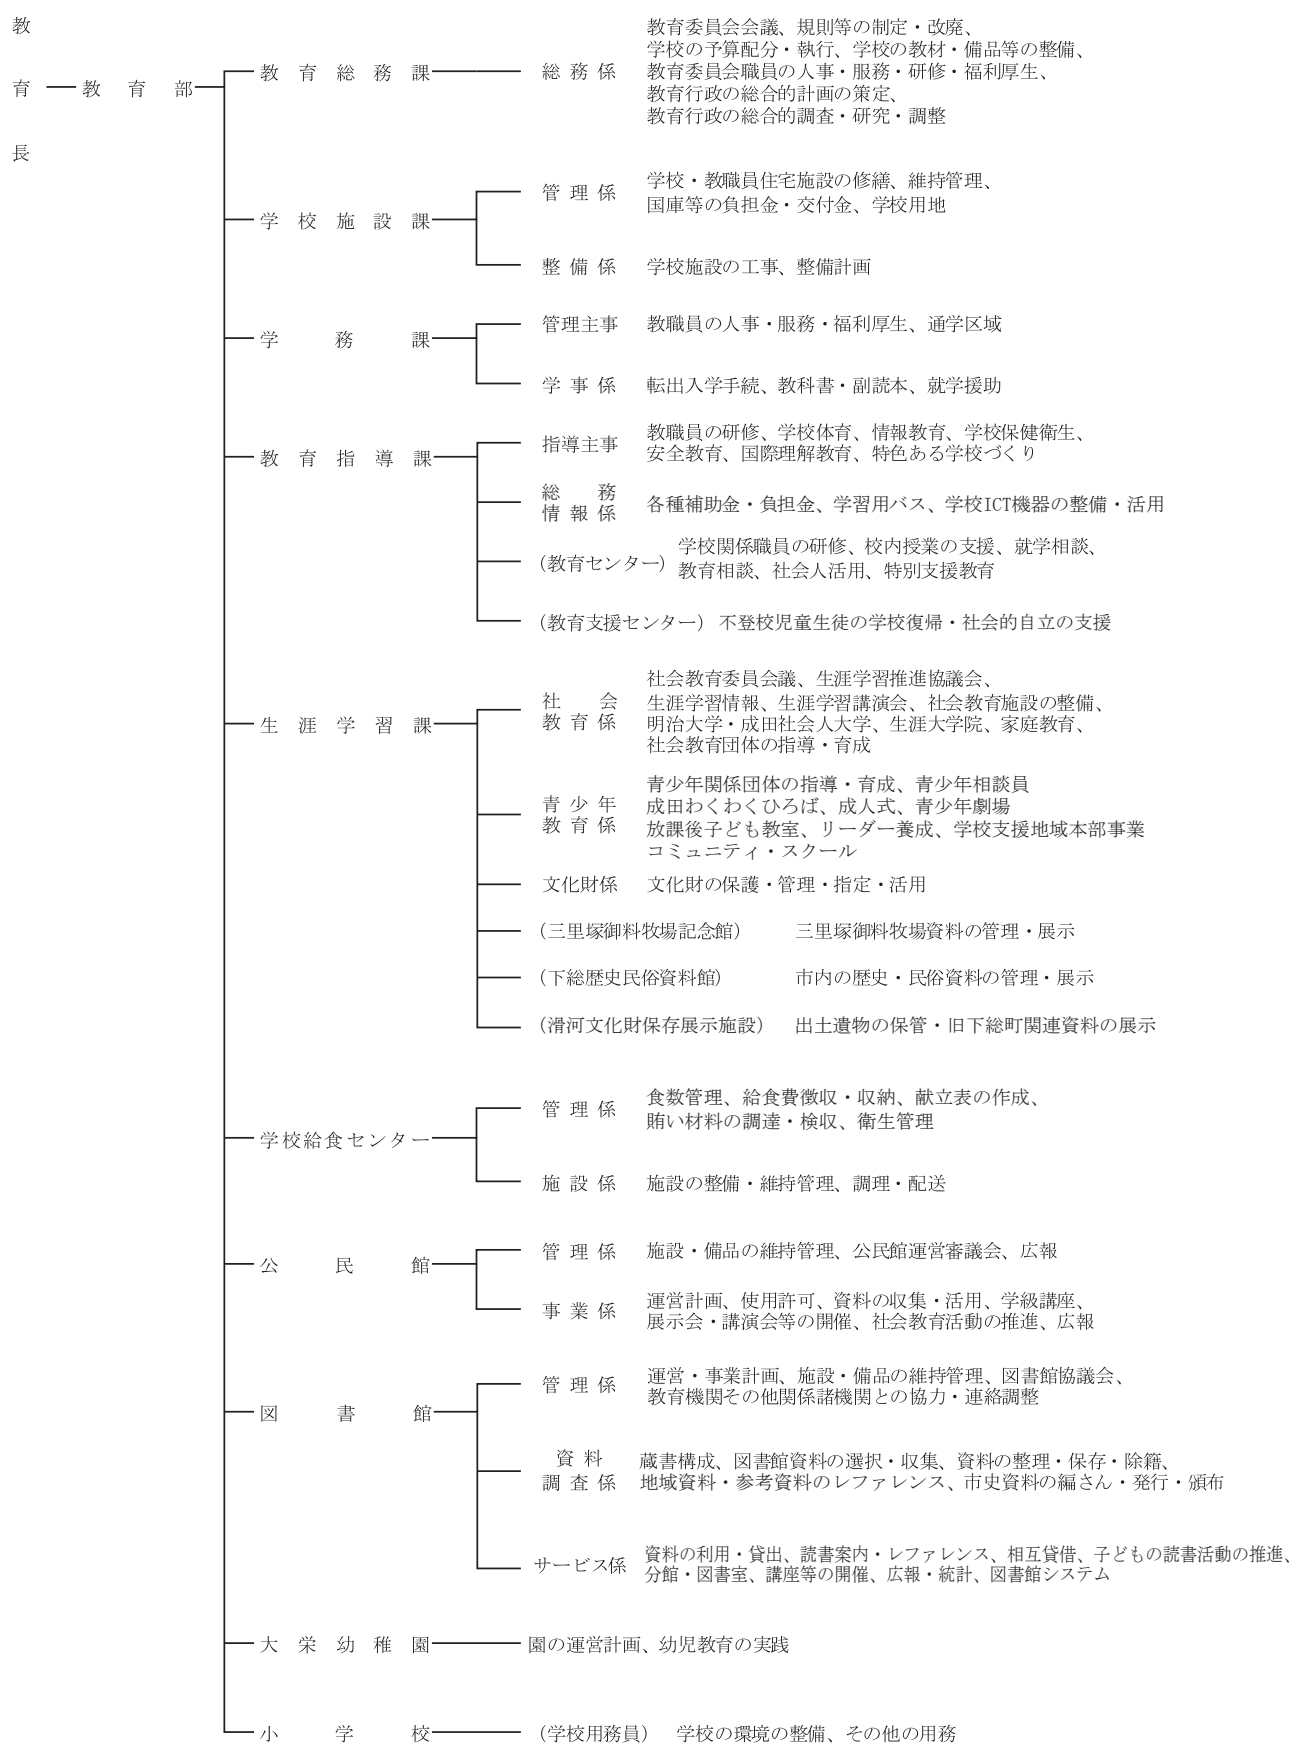 教育長
教育部
教育総務課
総務係
教育委員会会議、規則等の制定・改廃、
学校の予算配分・執行、学校の教材・備品等の整備、
教育委員会職員の人事・服務・研修・福利厚生、
教育行政の総合的計画の策定、
教育行政の総合的調査・研究・調整
学校施設課
管理係
学校・教職員住宅施設の修繕、維持管理、
国庫等の負担金・交付金、学校用地
整備係
学校施設の工事、整備計画
学務課
管理主事
教職員の人事・服務・福利厚生、通学区域
学事係
転出入学手続、教科書・副読本、就学援助
教育指導課
指導主事
教職員の研修、学校体育、情報教育、学校保健衛生、
安全教育、国際理解教育、特色ある学校づくり
総務
情報係
各種補助金・負担金、学習用バス、学校ICT機器の整備・活用
（教育センター）
学校関係職員の研修、校内授業の支援、就学相談、
教育相談、社会人活用、特別支援教育
（教育支援センター）
不登校児童生徒の学校復帰・社会的自立の支援
生涯学習課
社会
教育係
社会教育委員会議、生涯学習推進協議会、
生涯学習情報、生涯学習講演会、社会教育施設の整備、
明治大学・成田社会人大学、生涯大学院、家庭教育、
社会教育団体の指導・育成
青少年
教育係
青少年関係団体の指導・育成、青少年相談員
成田わくわくひろば、成人式、青少年劇場
放課後子ども教室、リーダー養成、学校支援地域本部事業
コミュニティ・スクール
文化財係
文化財の保護・管理・指定・活用
（三里塚御料牧場記念館）
三里塚御料牧場資料の管理・展示
（下総歴史民俗資料館）
市内の歴史・民俗資料の管理・展示
（滑河文化財保存展示施設）
出土遺物の保管・旧下総町関連資料の展示
学校給食センター
管理係
食数管理、給食費徴収・収納、献立表の作成、
賄い材料の調達・検収、衛生管理
施設係
施設の整備・維持管理、調理・配送
公民館
管理係
施設・備品の維持管理、公民館運営審議会、広報
事業係
運営計画、使用許可、資料の収集・活用、学級講座、
展示会・講演会等の開催、社会教育活動の推進、広報
図書館
管理係
運営・事業計画、施設・備品の維持管理、図書館協議会、
教育機関その他関係諸機関との協力・連絡調整
資料
調査係
蔵書構成、図書館資料の選択・収集、資料の整理・保存・除籍、
地域資料・参考資料のレファレンス、市史資料の編さん・発行・頒布
サービス係
資料の利用・貸出、読書案内・レファレンス、相互貸借、子どもの読書活動の推進、
分館・図書室、講座等の開催、広報・統計、図書館システム
大栄幼稚園
園の運営計画、幼児教育の実践
小学校
（学校用務員）
学校の環境の整備、その他の用務